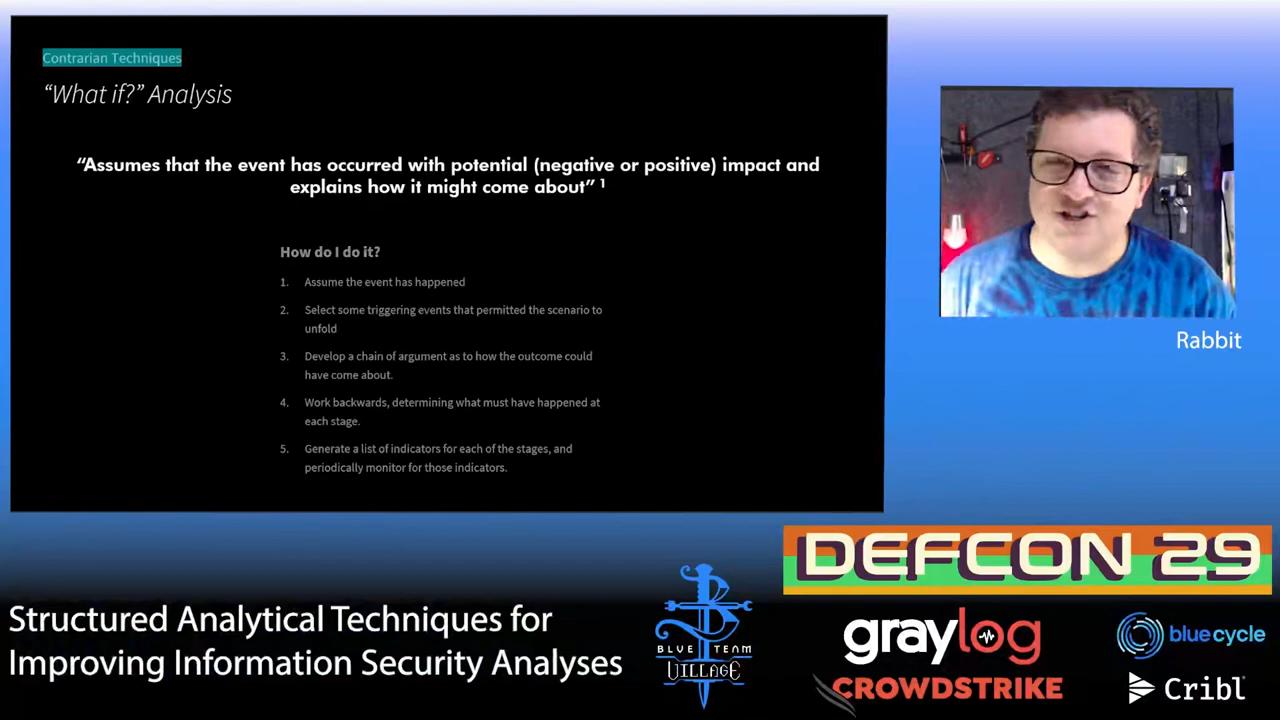 Contrarian Techniques
“What if?” Analysis
“Assumes that the event has occurred with potential (negative or positive) impact and
explains how it might come about” 1
How do I do it?
1. Assume the event has happened
2. Select some triggering events that permitted the scenario to
unfold
3. Develop a chain of argument as to how the outcome could
have come about.
4. Work backwards, determining what must have happened at
each stage.
5. Generate a list of indicators for each of the stages, and
periodically monitor for those indicators.
Rabbit
DEFCON 29
Structured Analytical Techniques for
Improving Information Security Analyses
BLUE TEAM
VILLAGE
graylog
CROWDSTRIKE
blue cycle
Cribl